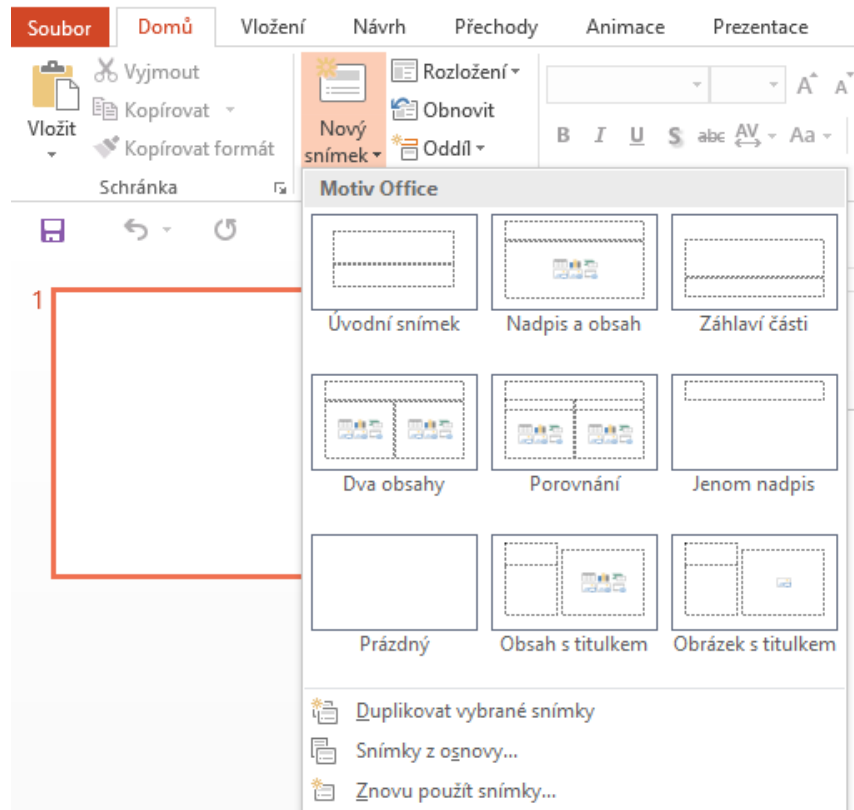 Soubor Domů Vložení Návrh Přechody Animace Prezentace
Vložit
Vyjmout
Kopírovat
Kopírovat formát
Schránka
Nový
snímek
Rozložení
Obnovit
Oddíl
A A
B I U S abc AV Aa
Motiv Office
Úvodní snímek Nadpis a obsah Záhlaví části
Dva obsahy Porovnání Jenom nadpis
Prázdný Obsah s titulkem Obrázek s titulkem
Duplikovat vybrané snímky
Snímky z osnovy...
Znovu použít snímky...
1